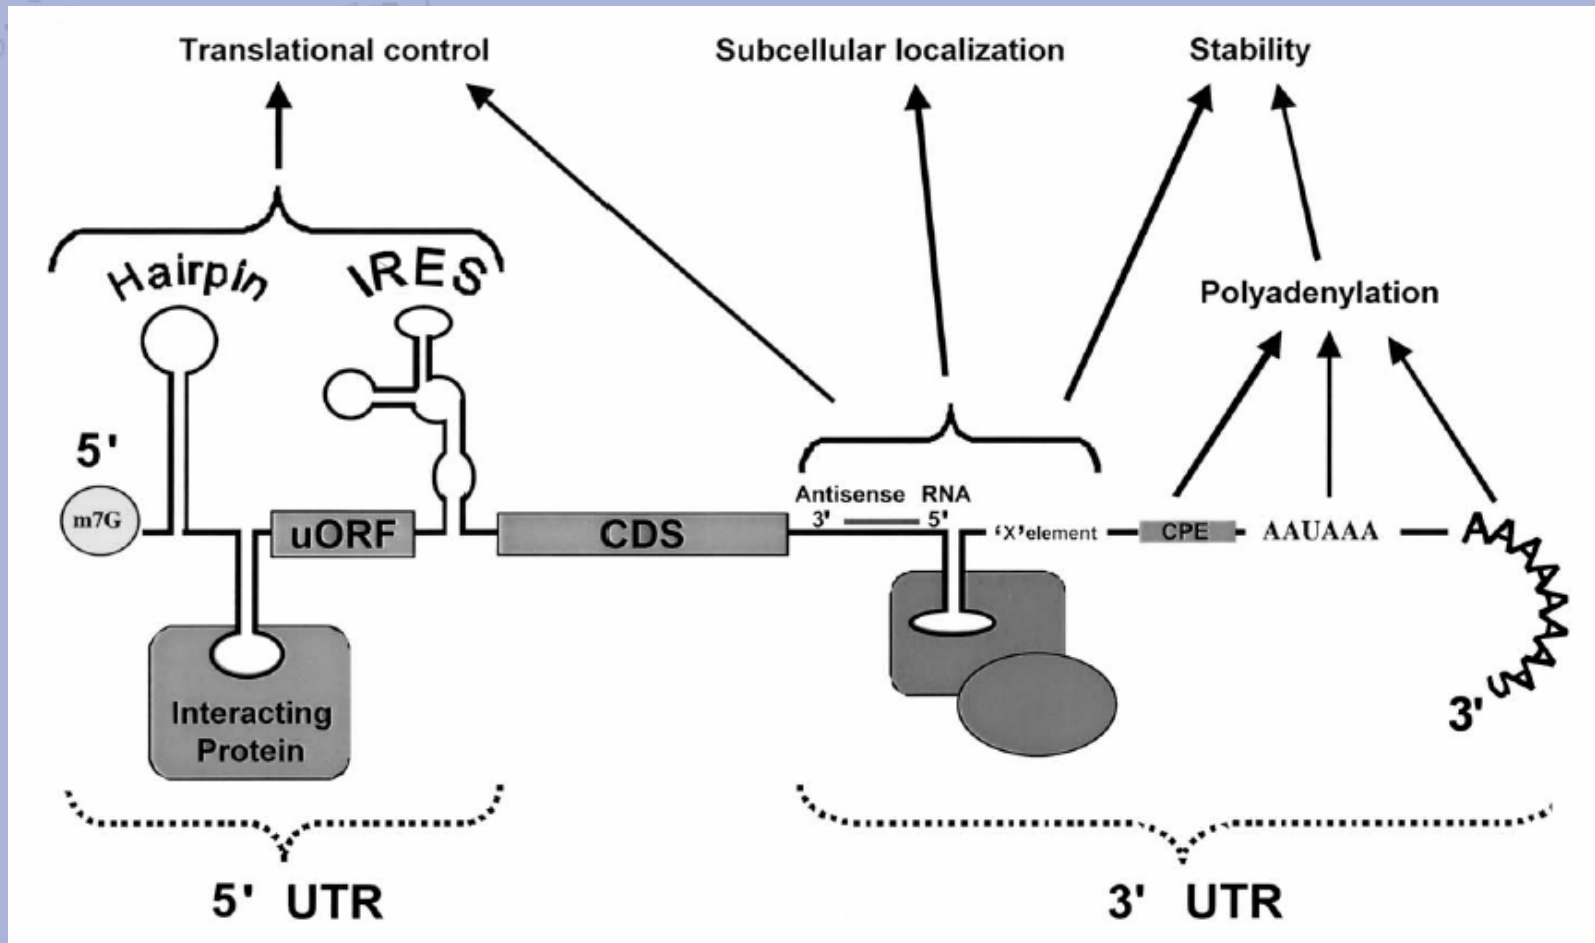 Translational control
Subcellular localization
Stability
Hairpin
IRES
Polyadenylation
5'
Antisense RNA
3' 5'
m7G
uORF
CDS
'X'element
CPE
AAUAAA
AAAAAAAA
3'
Interacting
Protein
5' UTR
3' UTR